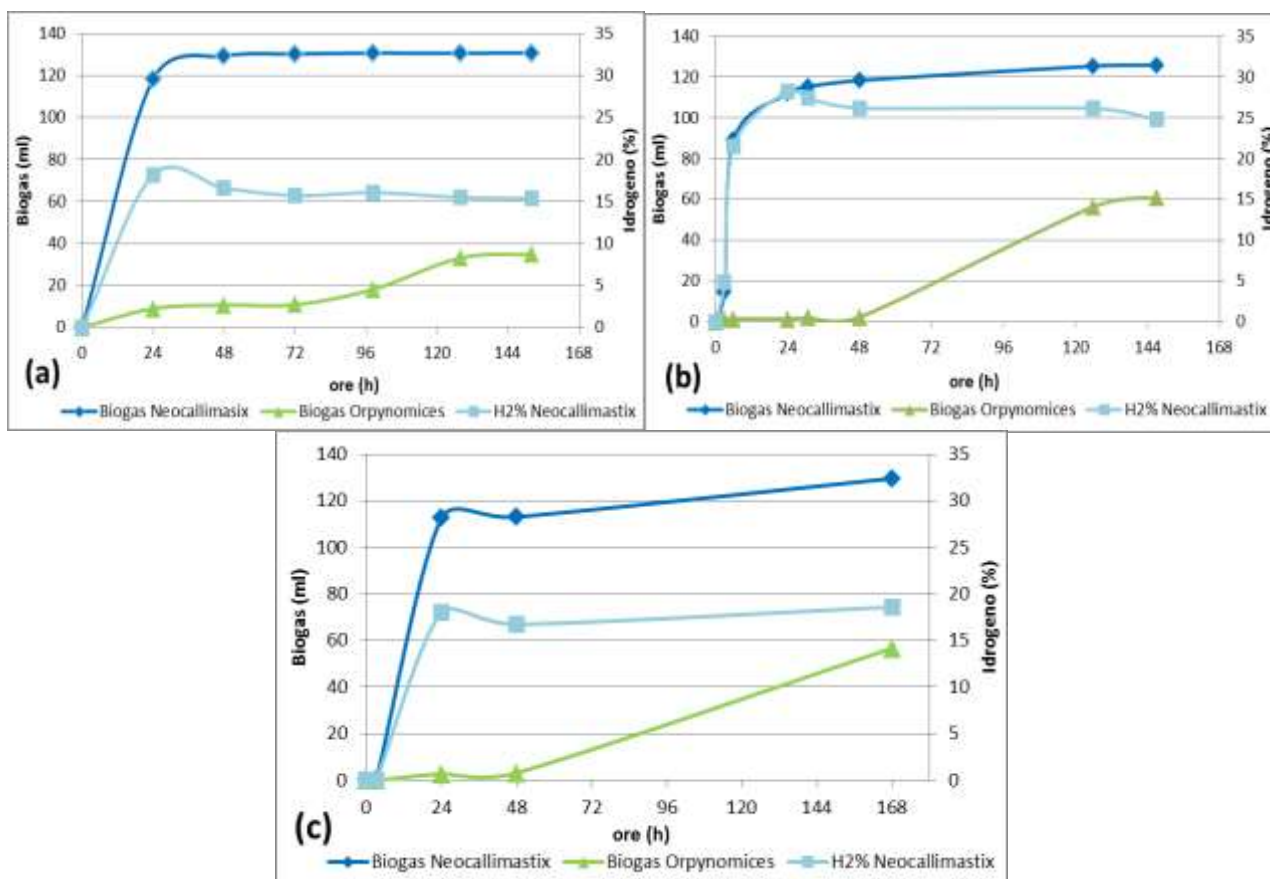 140
120
100
80
60
40
20
0
Biogas (ml)
35
30
25
20
15
10
5
0
Idrogeno (%)
0 24 48 72 96 120 144 168
ore (h)
(a)
Biogas Neocallimasix Biogas Orpynomices H2% Neocallimastix
140
120
100
80
60
40
20
0
Biogas (ml)
35
30
25
20
15
10
5
0
Idrogeno (%)
0 24 48 72 96 120 144 168
ore (h)
(b)
Biogas Neocallimastix Biogas Orpynomices H2% Neocallimastix
140
120
100
80
60
40
20
0
Biogas (ml)
35
30
25
20
15
10
5
0
Idrogeno (%)
0 24 48 72 96 120 144 168
ore (h)
(c)
Biogas Neocallimastix Biogas Orpynomices H2% Neocallimastix